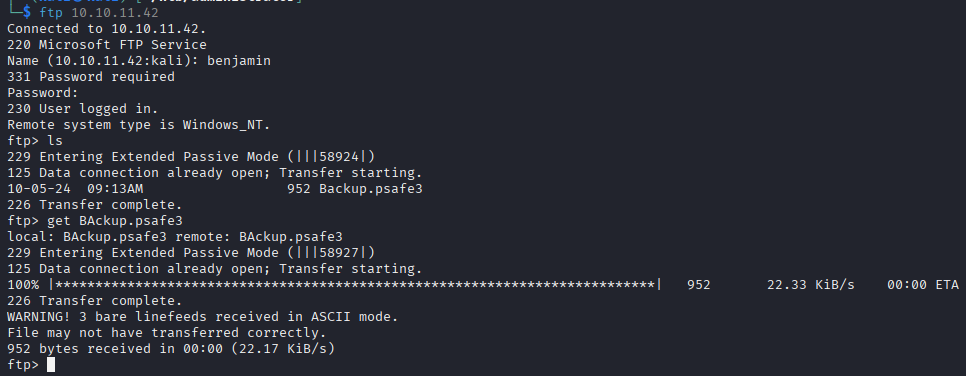 └─$ ftp 10.10.11.42
Connected to 10.10.11.42.
220 Microsoft FTP Service
Name (10.10.11.42:kali): benjamin
331 Password required
Password:
230 User logged in.
Remote system type is Windows_NT.
ftp> ls
229 Entering Extended Passive Mode (|||58924|)
125 Data connection already open; Transfer starting.
10-05-24  09:13AM                  952 Backup.psafe3
226 Transfer complete.
ftp> get BAckup.psafe3
local: BAckup.psafe3 remote: BAckup.psafe3
229 Entering Extended Passive Mode (|||58927|)
125 Data connection already open; Transfer starting.
100% |***************************************************************************|   952       22.33 KiB/s    00:00 ETA
226 Transfer complete.
WARNING! 3 bare linefeeds received in ASCII mode.
File may not have transferred correctly.
952 bytes received in 00:00 (22.17 KiB/s)
ftp>